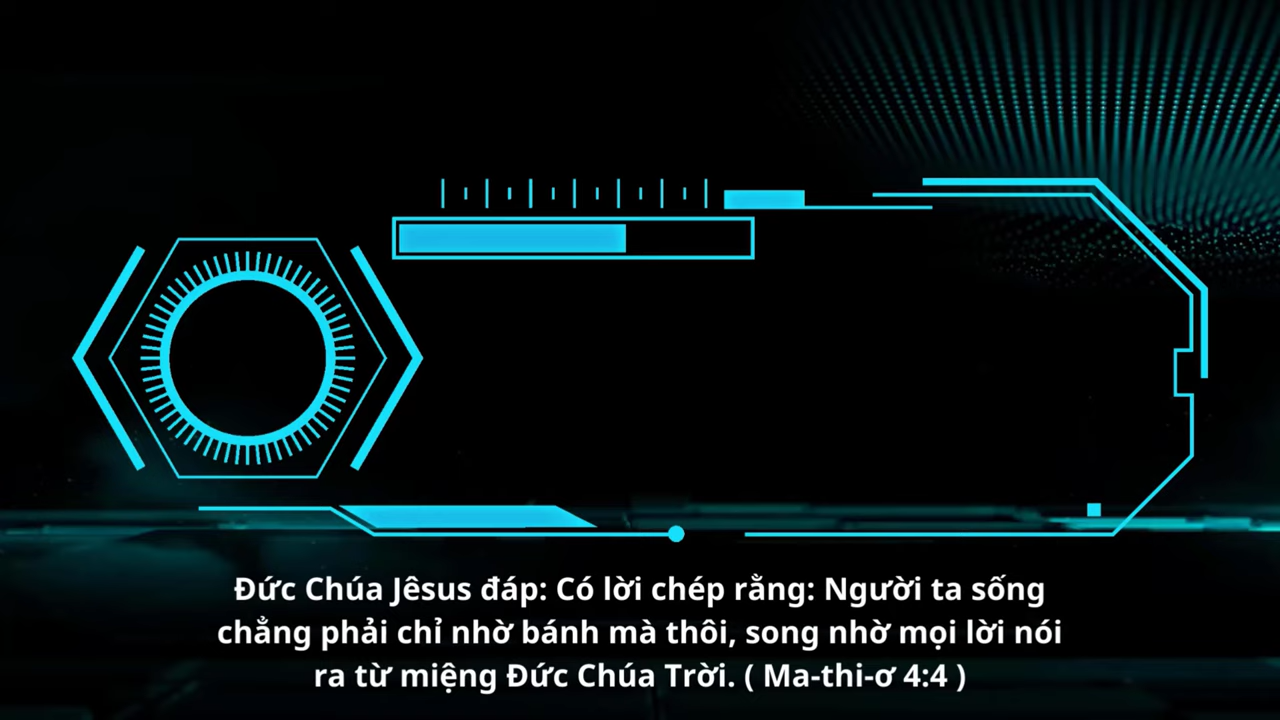 Đức Chúa Jêsus đáp: Có lời chép rằng: Người ta sống
chẳng phải chỉ nhờ bánh mà thôi, song nhờ mọi lời nói
ra từ miệng Đức Chúa Trời. ( Ma-thi-ơ 4:4 )